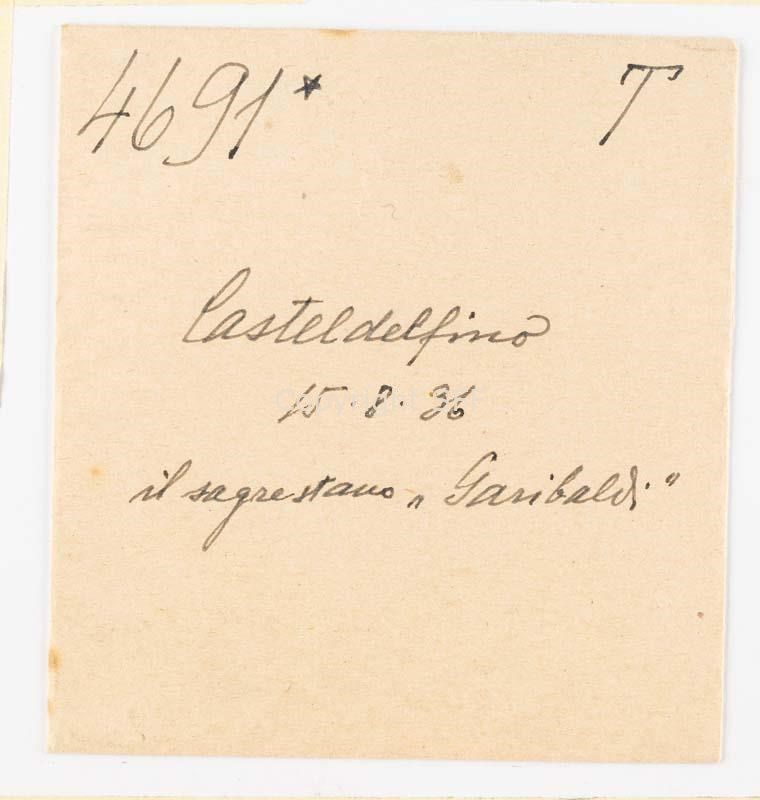 4691* T
Casteldelfino
15.8.36
il sagrestano „Garibaldi"